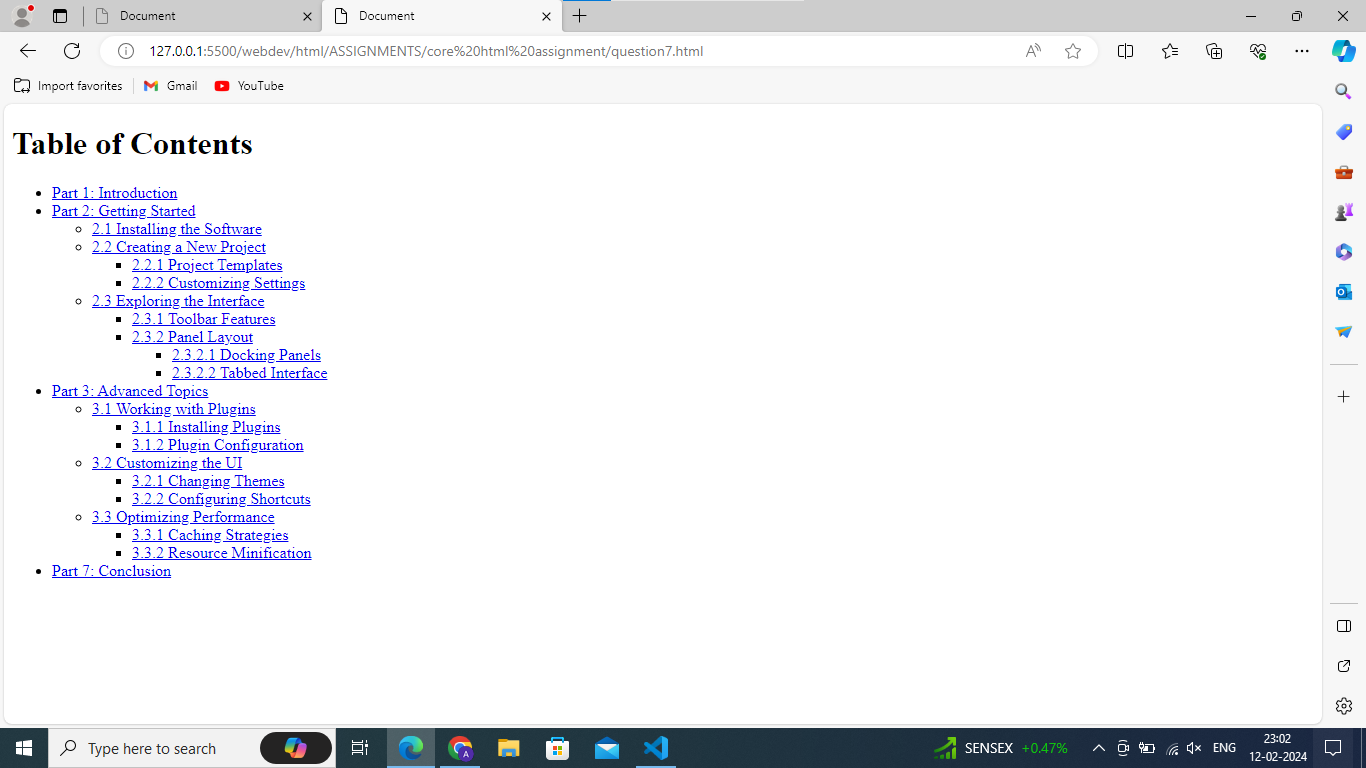 Document
Document
127.0.0.1:5500/webdev/html/ASSIGNMENTS/core%20html%20assignment/question7.html
Import favorites
Gmail
YouTube
Table of Contents
Part 1: Introduction
Part 2: Getting Started
2.1 Installing the Software
2.2 Creating a New Project
2.2.1 Project Templates
2.2.2 Customizing Settings
2.3 Exploring the Interface
2.3.1 Toolbar Features
2.3.2 Panel Layout
2.3.2.1 Docking Panels
2.3.2.2 Tabbed Interface
Part 3: Advanced Topics
3.1 Working with Plugins
3.1.1 Installing Plugins
3.1.2 Plugin Configuration
3.2 Customizing the UI
3.2.1 Changing Themes
3.2.2 Configuring Shortcuts
3.3 Optimizing Performance
3.3.1 Caching Strategies
3.3.2 Resource Minification
Part 7: Conclusion
Type here to search
SENSEX +0.47%
ENG
23:02
12-02-2024